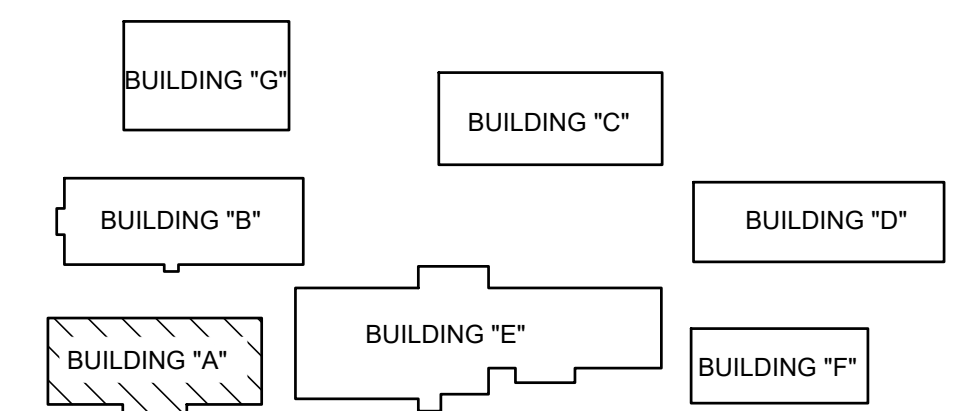 BUILDING "G"
BUILDING "C"
BUILDING "B"
BUILDING "D"
BUILDING "E"
BUILDING "A"
BUILDING "F"